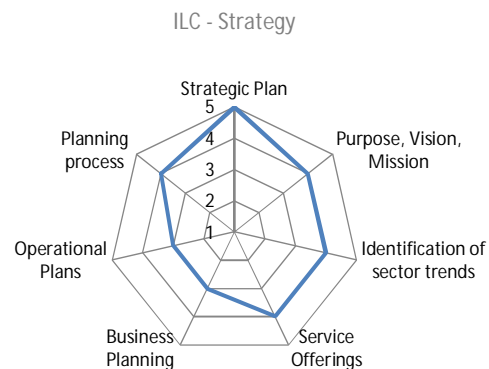 ILC - Strategy
Strategic Plan
5
4
3
2
1
Planning
process
Purpose, Vision,
Mission
Operational
Plans
Identification of
sector trends
Business
Planning
Service
Offerings